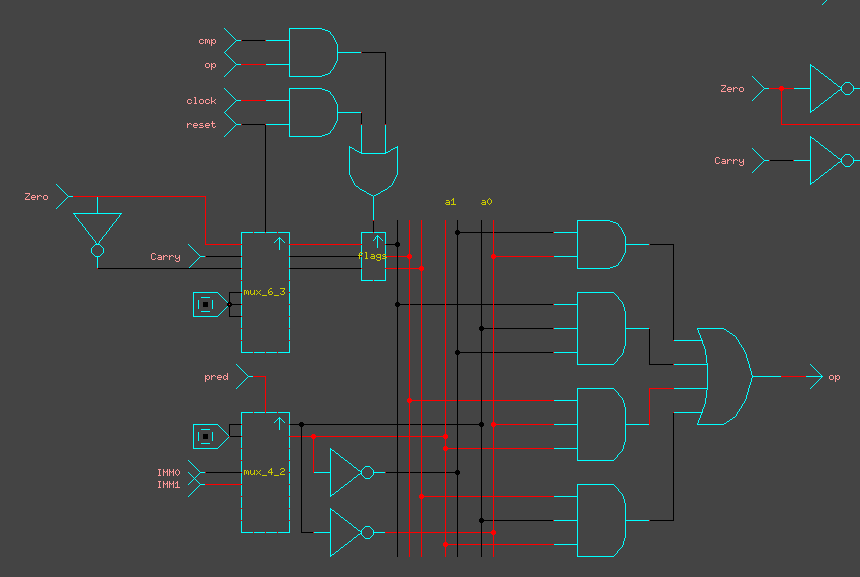 cmp
op
clock
reset
Zero
Zero
Carry
a1 a0
Carry
flags
mux_6_3
pred
op
IMM0
mux_4_2
IMM1